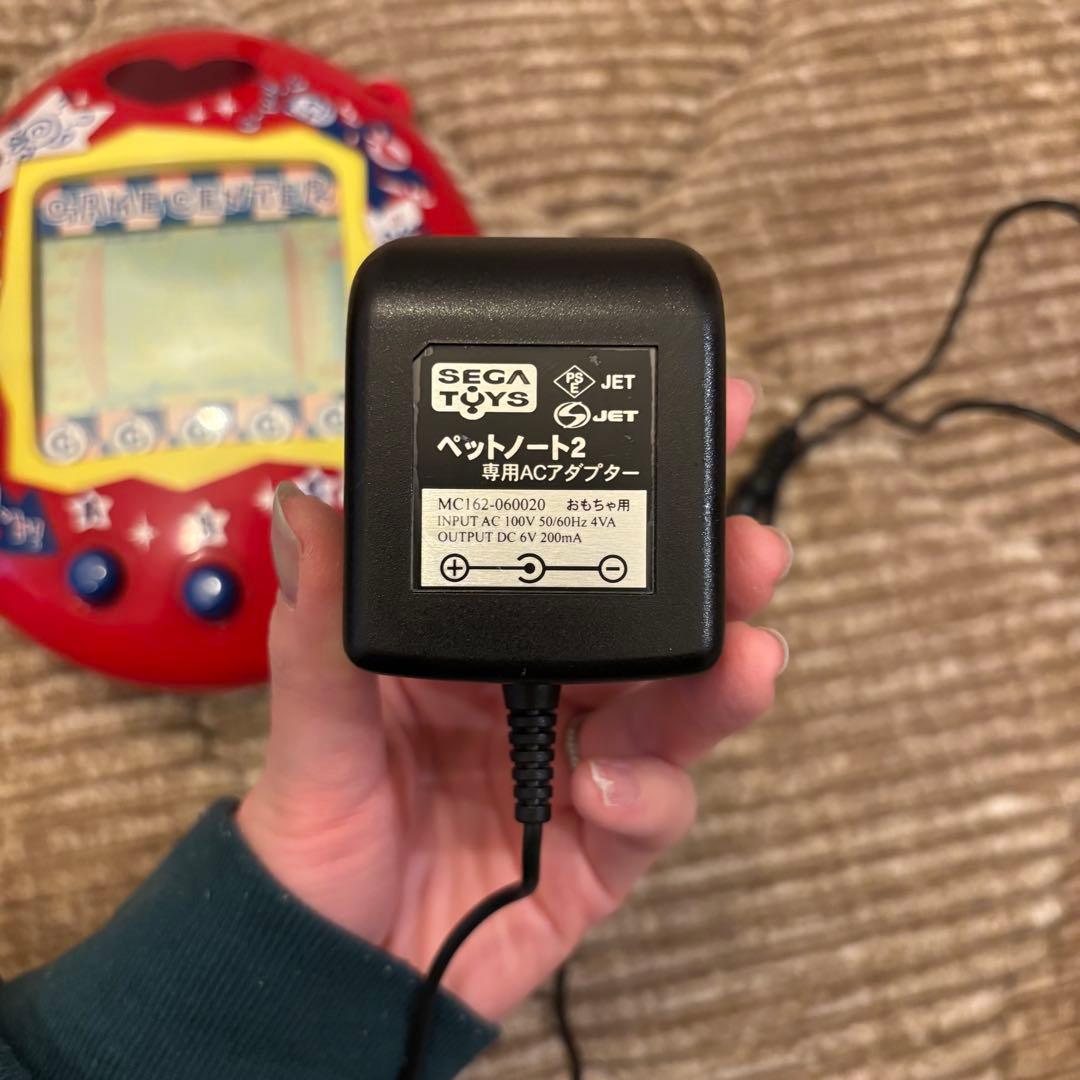 GAME CENTER
SEGA
TOYS
PS
E
JET
JET
ペットノート2
専用ACアダプター
MC162-060020 おもちゃ用
INPUT AC 100V 50/60Hz 4VA
OUTPUT DC 6V 200mA
+ -
A
B